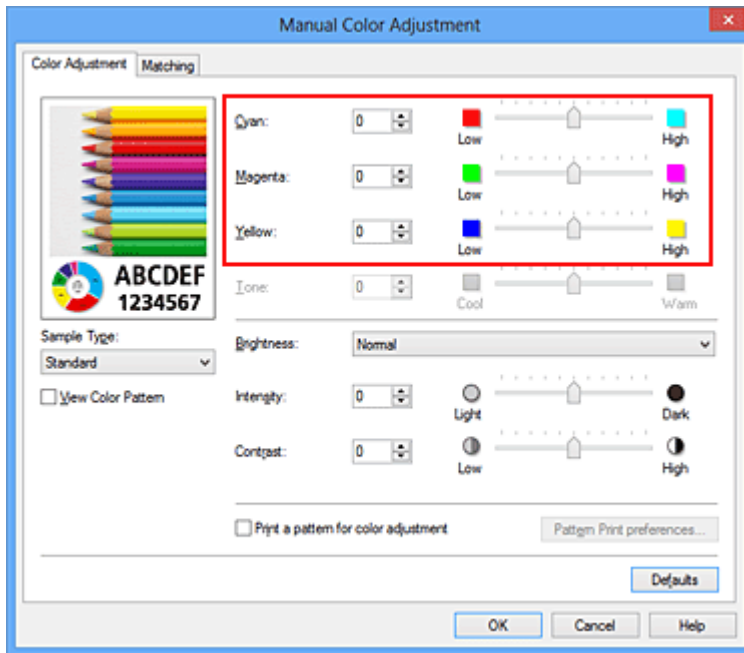 Manual Color Adjustment
Color Adjustment
Matching
ABCDEF
1234567
Sample Type:
Standard
View Color Pattern
Cyan:
0
Low
High
Magenta:
0
Low
High
Yellow:
0
Low
High
Tone:
0
Cool
Warm
Brightness:
Normal
Intensity:
0
Light
Dark
Contrast:
0
Low
High
Print a pattern for color adjustment
Pattern Print preferences...
Defaults
OK
Cancel
Help